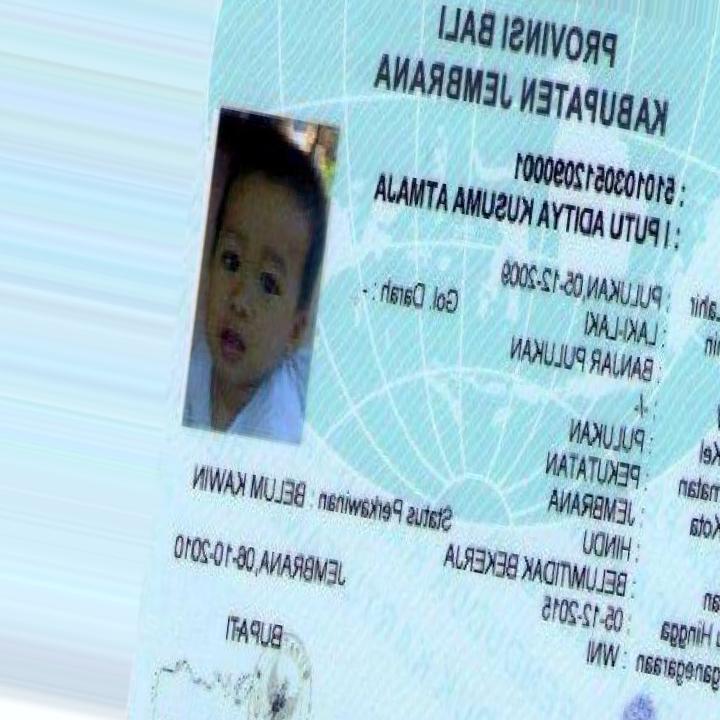 PROVINSI BALI
KABUPATEN JEMBRANA
: 5101030512090001
: I PUTU ADITYA KUSUMA ATMAJA
Lahir : PULUKAN,05-12-2009
: LAKI-LAKI Gol. Darah : -
: BANJAR PULUKAN
: -/-
: PULUKAN
: PEKUTATAN
: JEMBRANA
: HINDU
Status Perkawinan : BELUM KAWIN
: BELUM/TIDAK BEKERJA
Hingga : 05-12-2015
: WNI
JEMBRANA,06-10-2010
BUPATI